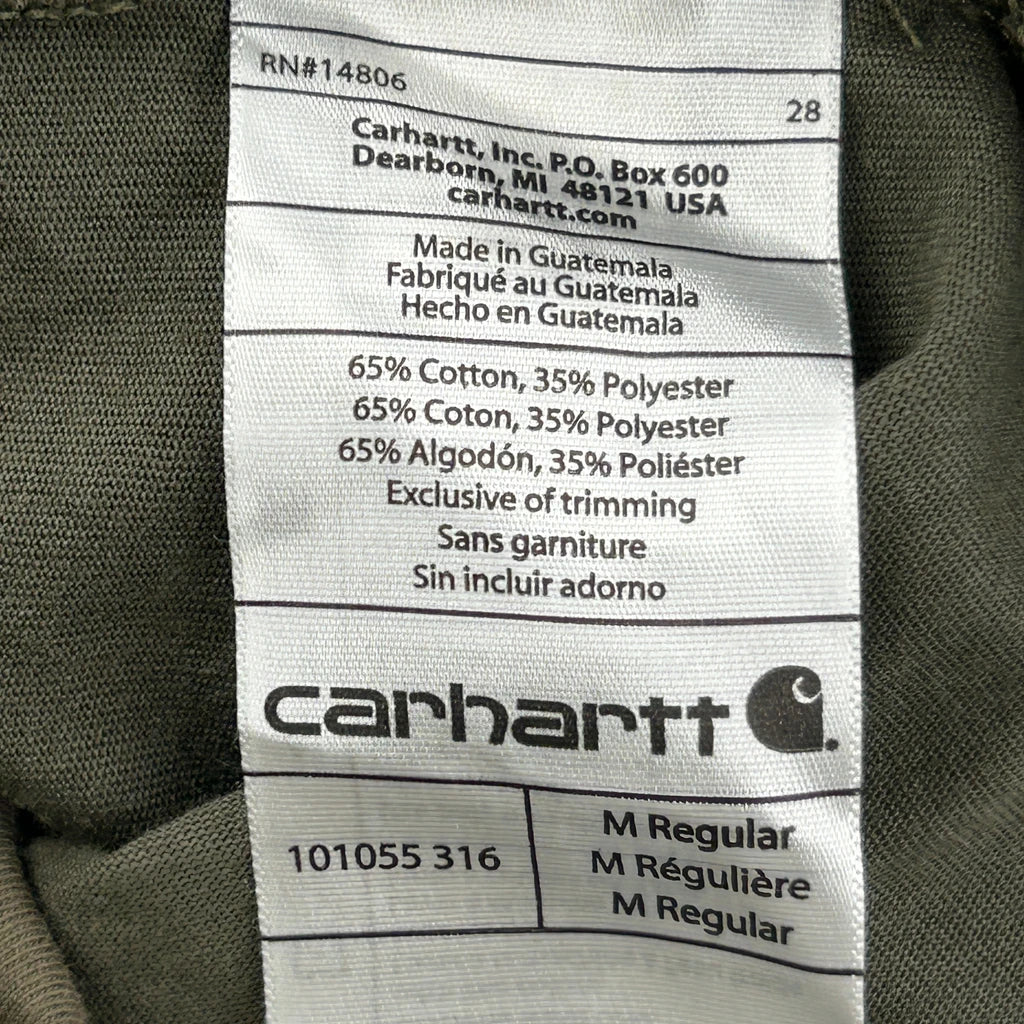 RN#14806
28
Carhartt, Inc. P.O. Box 600
Dearborn, MI 48121 USA
carhartt.com
Made in Guatemala
Fabriqué au Guatemala
Hecho en Guatemala
65% Cotton, 35% Polyester
65% Coton, 35% Polyester
65% Algodón, 35% Poliéster
Exclusive of trimming
Sans garniture
Sin incluir adorno
carhartt
101055 316
M Regular
M Régulière
M Regular